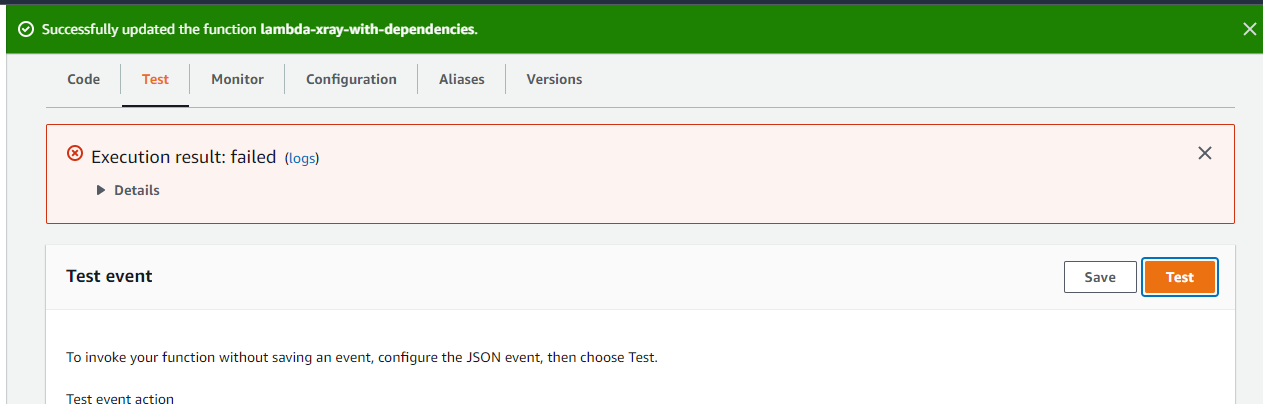 Successfully updated the function lambda-xray-with-dependencies.
Code Test Monitor Configuration Aliases Versions
Execution result: failed (logs)
Details
Test event Save Test
To invoke your function without saving an event, configure the JSON event, then choose Test.
Test event action